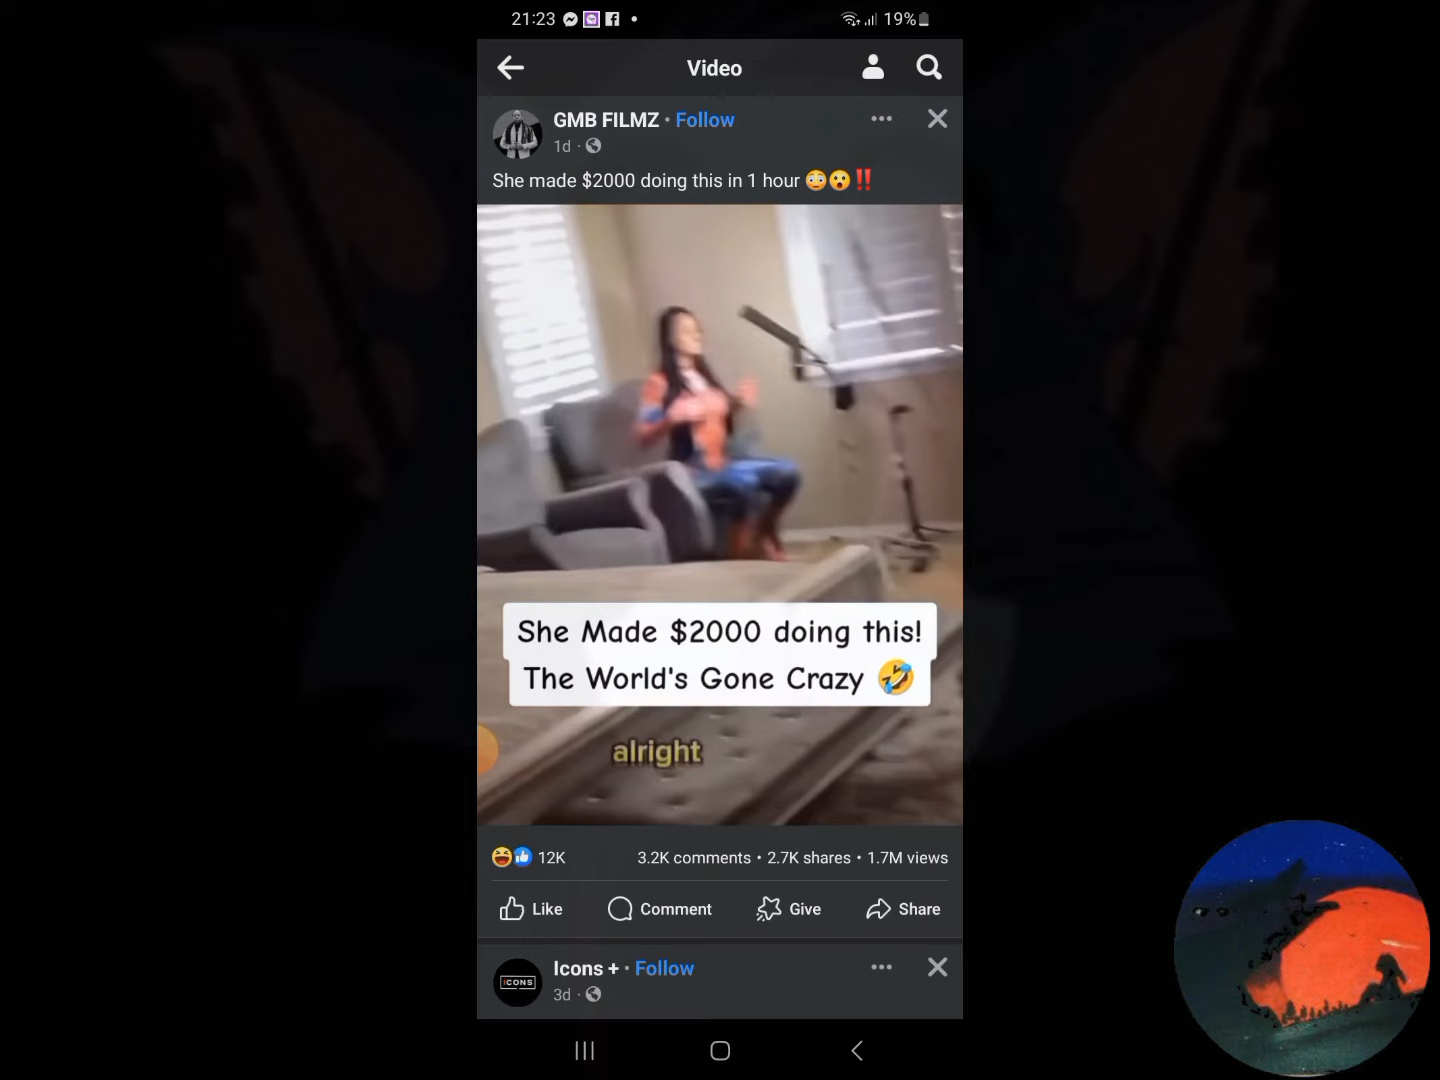 21:23
19%
Video
GMB FILMZ · Follow
1d ·
She made $2000 doing this in 1 hour 😳😮‼️
She Made $2000 doing this!
The World's Gone Crazy 🤣
alright
12K
3.2K comments • 2.7K shares • 1.7M views
Like Comment Give Share
Icons + · Follow
ICONS
3d ·